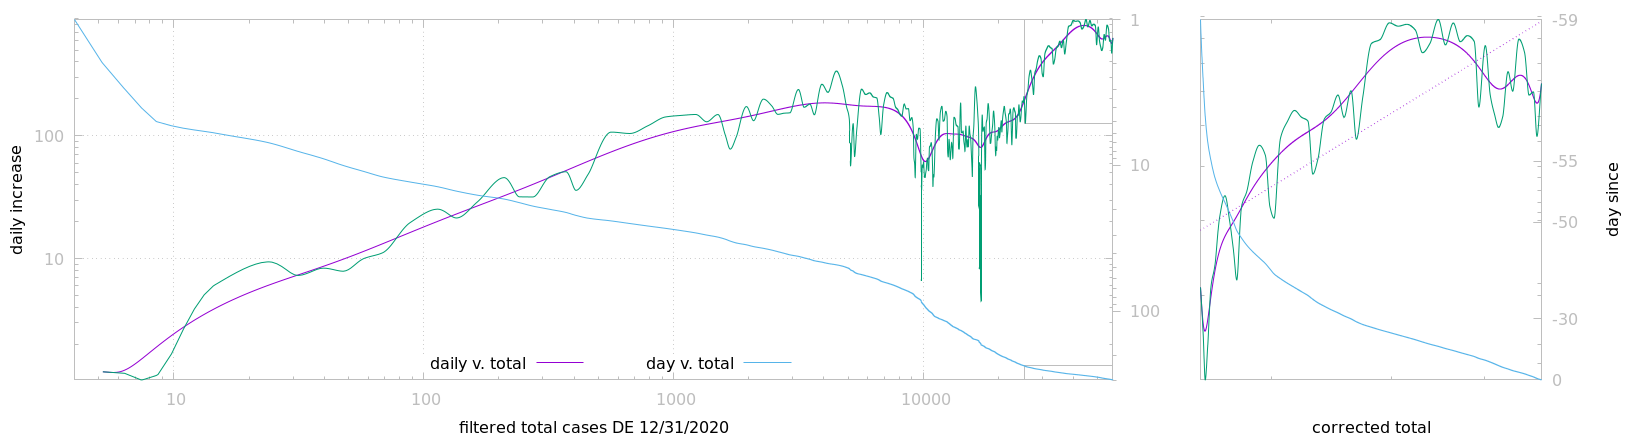 daily increase
100
10
10
100
1000
10000
1
10
100
daily v. total
day v. total
filtered total cases DE 12/31/2020
-59
-55
-50
-30
0
day since
corrected total